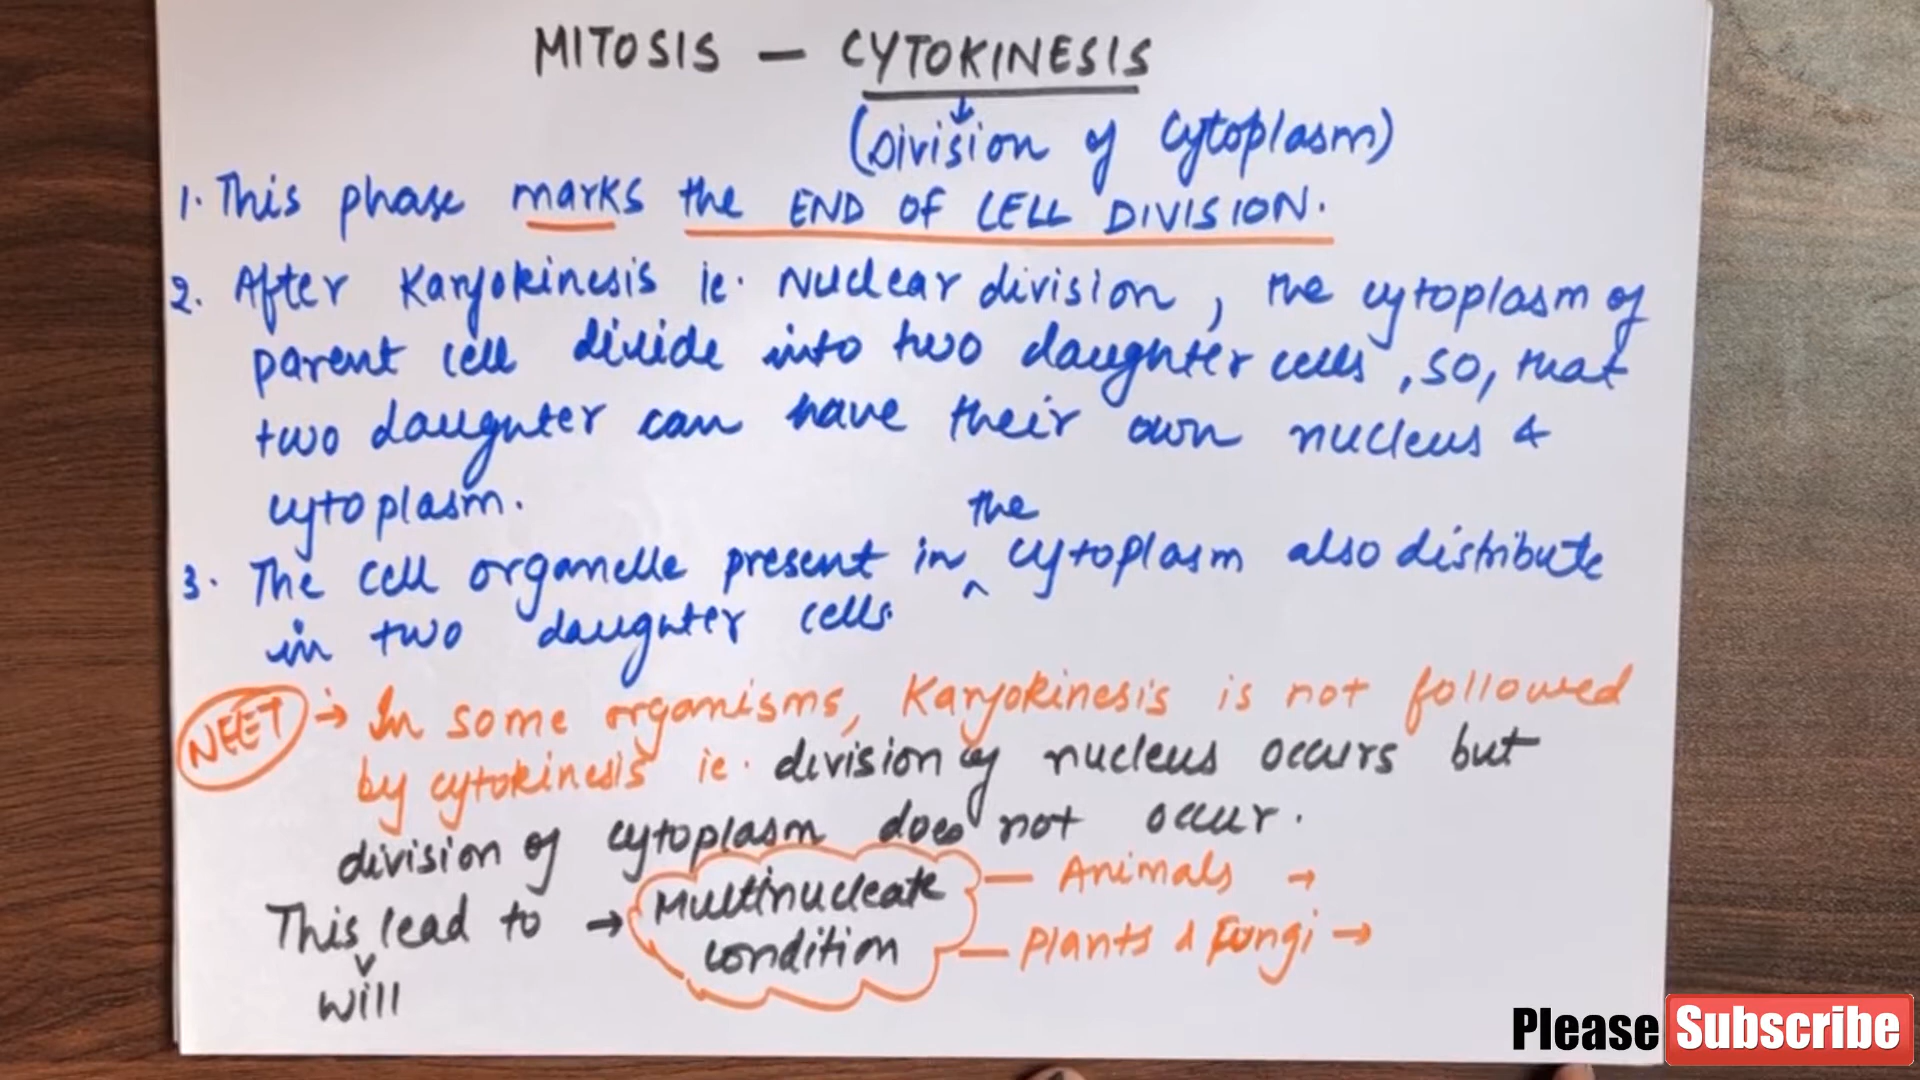 MITOSIS – CYTOKINESIS
(Division of Cytoplasm)
1. This phase marks the END OF CELL DIVISION.
2. After Karyokinesis ie. Nuclear division, the cytoplasm of
parent cell divide into two daughter cells, so, that
two daughter can have their own nucleus &
cytoplasm.
3. The cell organelle present in ^ the cytoplasm also distribute
in two daughter cells.
NEET → In some organisms, Karyokinesis is not followed
by cytokinesis ie. division of nucleus occurs but
division of cytoplasm does not occur.
This will lead to → Multinucleate condition
— Animals →
— Plants & Fungi →
Please Subscribe